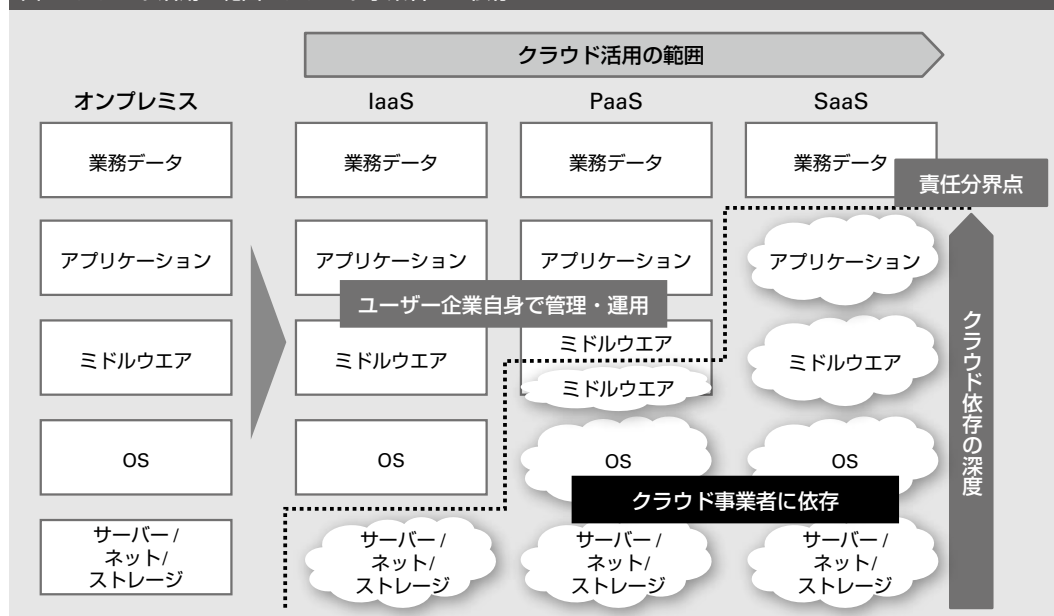 クラウド活用の範囲
オンプレミス
IaaS
PaaS
SaaS
業務データ
業務データ
業務データ
業務データ
責任分界点
アプリケーション
アプリケーション
アプリケーション
アプリケーション
ユーザー企業自身で管理・運用
ミドルウエア
ミドルウエア
ミドルウエア
ミドルウエア
ミドルウエア
クラウド依存の深度
OS
OS
OS
OS
クラウド事業者に依存
サーバー /
ネット/
ストレージ
サーバー /
ネット/
ストレージ
サーバー /
ネット/
ストレージ
サーバー /
ネット/
ストレージ